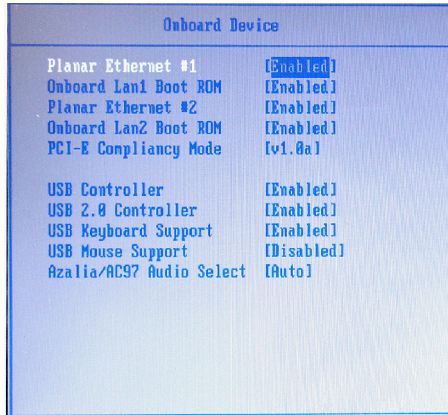 Onboard Device
Planar Ethernet #1 [Enabled]
Onboard Lan1 Boot ROM [Enabled]
Planar Ethernet #2 [Enabled]
Onboard Lan2 Boot ROM [Enabled]
PCI-E Compliancy Mode [v1.0a]
USB Controller [Enabled]
USB 2.0 Controller [Enabled]
USB Keyboard Support [Enabled]
USB Mouse Support [Disabled]
Azalia/AC97 Audio Select [Auto]